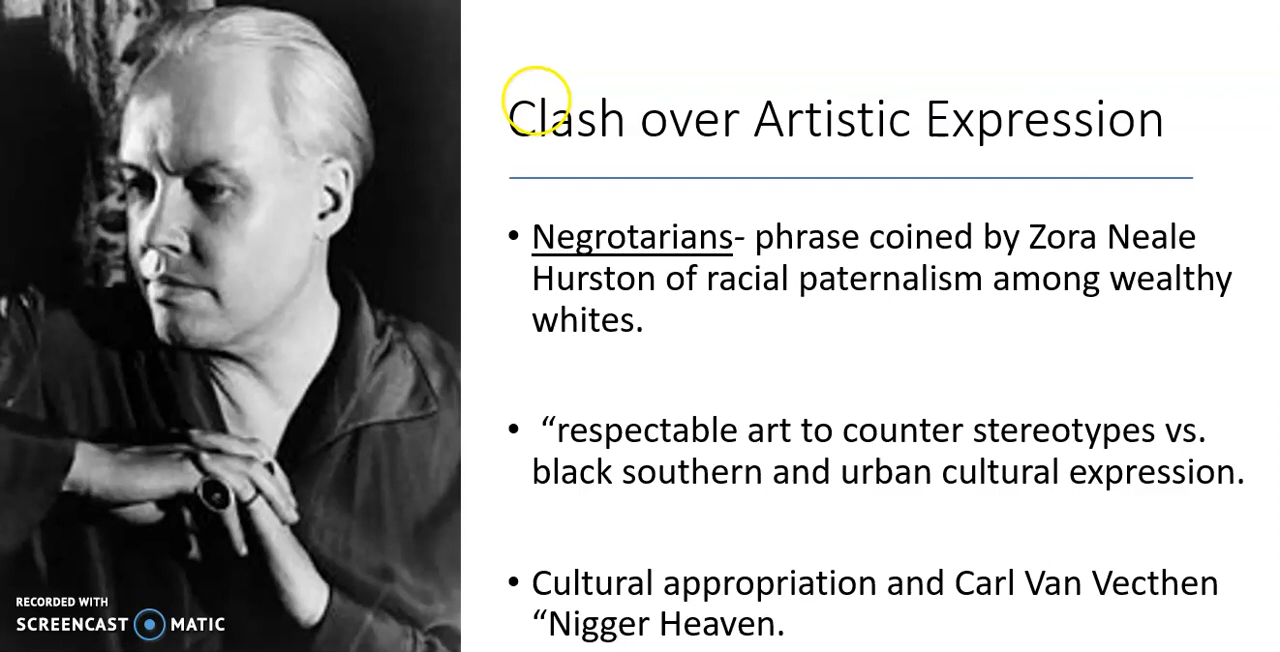 Clash over Artistic Expression
• Negrotarians- phrase coined by Zora Neale
Hurston of racial paternalism among wealthy
whites.
• “respectable art to counter stereotypes vs.
black southern and urban cultural expression.
• Cultural appropriation and Carl Van Vecthen
“Nigger Heaven.
RECORDED WITH
SCREENCAST MATIC